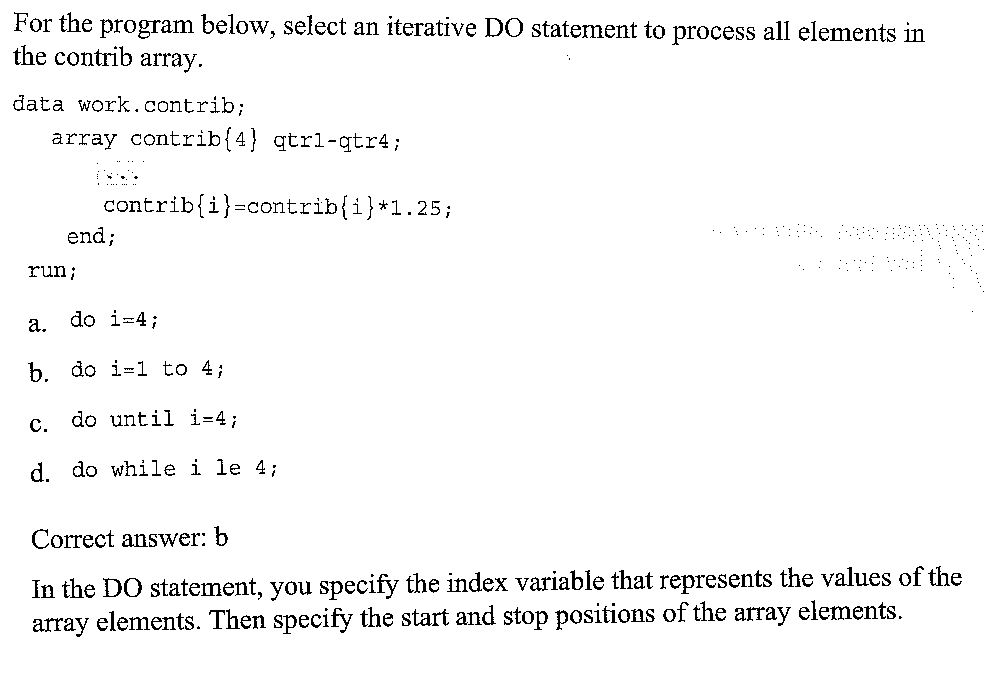 For the program below, select an iterative DO statement to process all elements in
the contrib array.
data work.contrib;
array contrib{4} qtr1-qtr4;
...
contrib{i}=contrib{i}*1.25;
end;
run;
a. do i=4;
b. do i=1 to 4;
c. do until i=4;
d. do while i le 4;
Correct answer: b
In the DO statement, you specify the index variable that represents the values of the
array elements. Then specify the start and stop positions of the array elements.